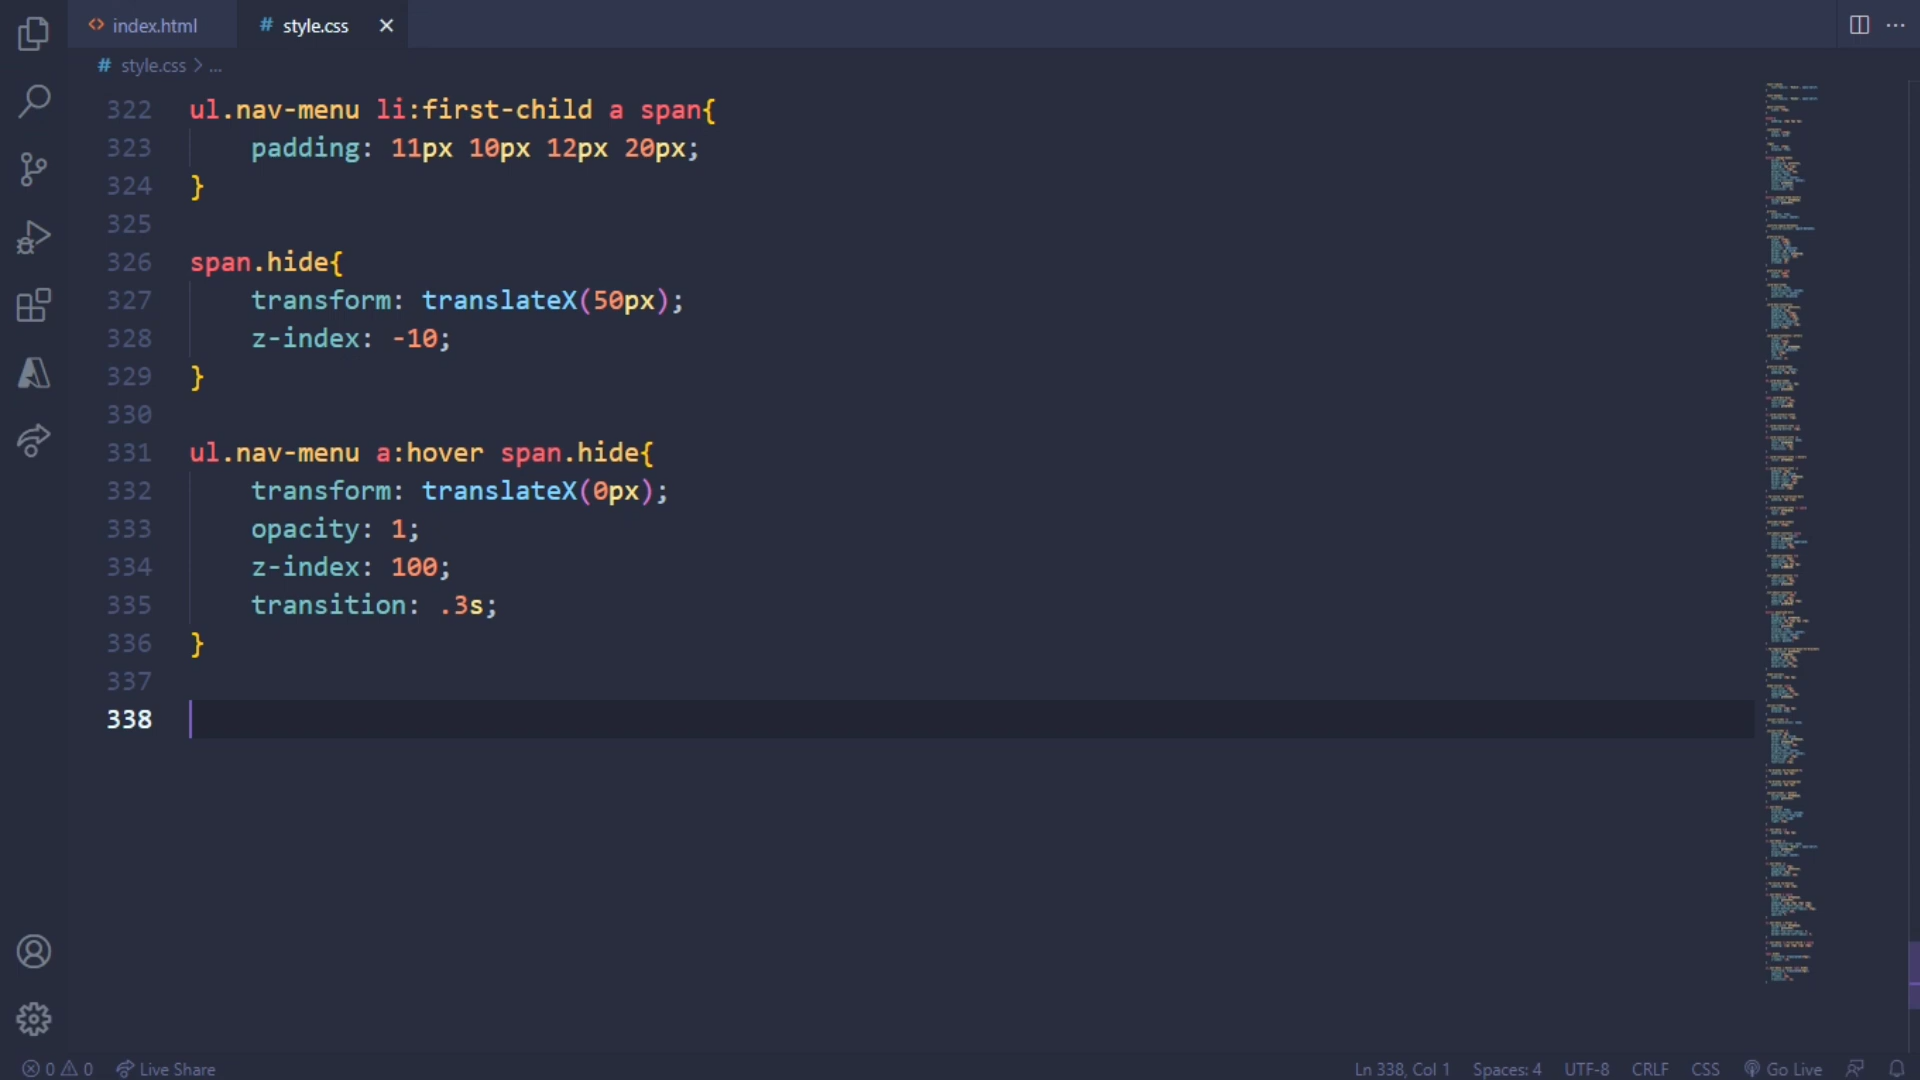 index.html
# style.css
# style.css > ...
322 ul.nav-menu li:first-child a span{
323 padding: 11px 10px 12px 20px;
324 }
325
326 span.hide{
327 transform: translateX(50px);
328 z-index: -10;
329 }
330
331 ul.nav-menu a:hover span.hide{
332 transform: translateX(0px);
333 opacity: 1;
334 z-index: 100;
335 transition: .3s;
336 }
337
338
0 0 Live Share Ln 338, Col 1 Spaces: 4 UTF-8 CRLF CSS Go Live